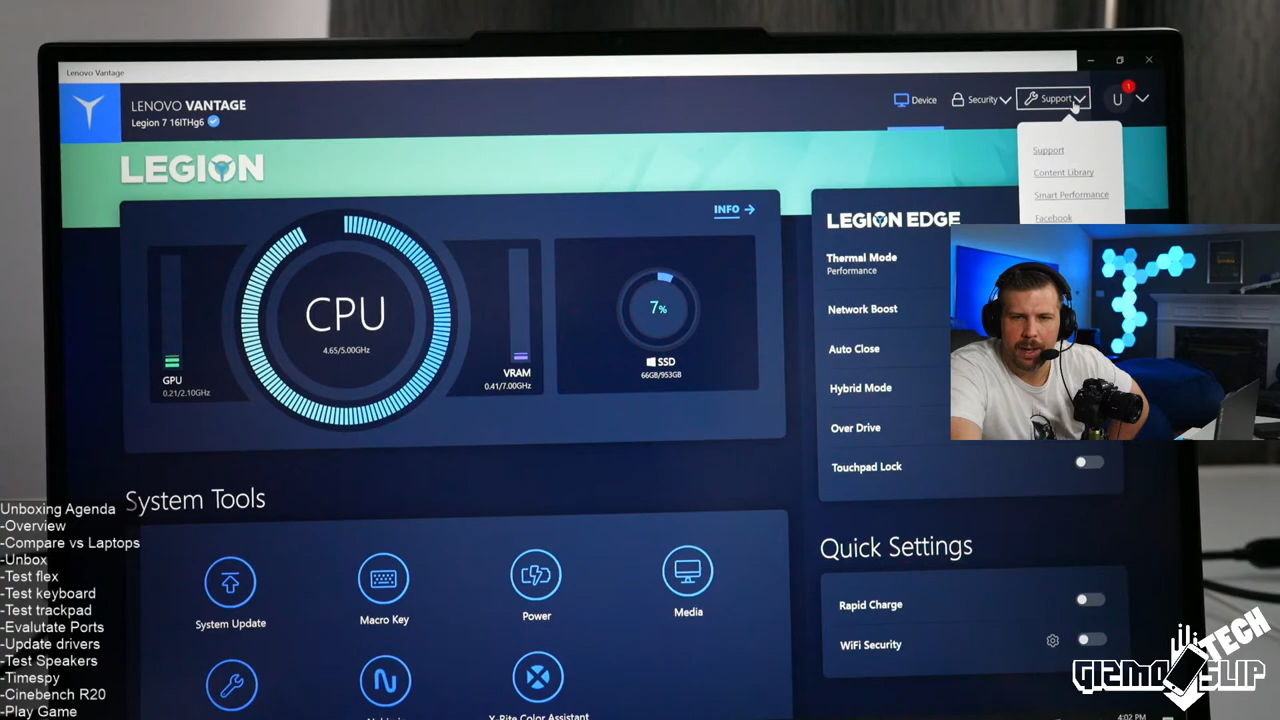 Lenovo Vantage
LENOVO VANTAGE
Legion 7 16ITHg6
Device
Security
Support
U
1
Support
Content Library
Smart Performance
Facebook
LEGION
INFO
CPU
4.65/5.00GHz
GPU
0.21/2.10GHz
VRAM
0.41/7.00GHz
7%
SSD
66GB/953GB
LEGION EDGE
Thermal Mode
Performance
Network Boost
Auto Close
Hybrid Mode
Over Drive
Touchpad Lock
System Tools
System Update
Macro Key
Power
Media
X-Rite Color Assistant
Quick Settings
Rapid Charge
WiFi Security
4:02 PM
Unboxing Agenda
-Overview
-Compare vs Laptops
-Unbox
-Test flex
-Test keyboard
-Test trackpad
-Evalutate Ports
-Update drivers
-Test Speakers
-Timespy
-Cinebench R20
-Play Game
GIZMO SLIP
TECH